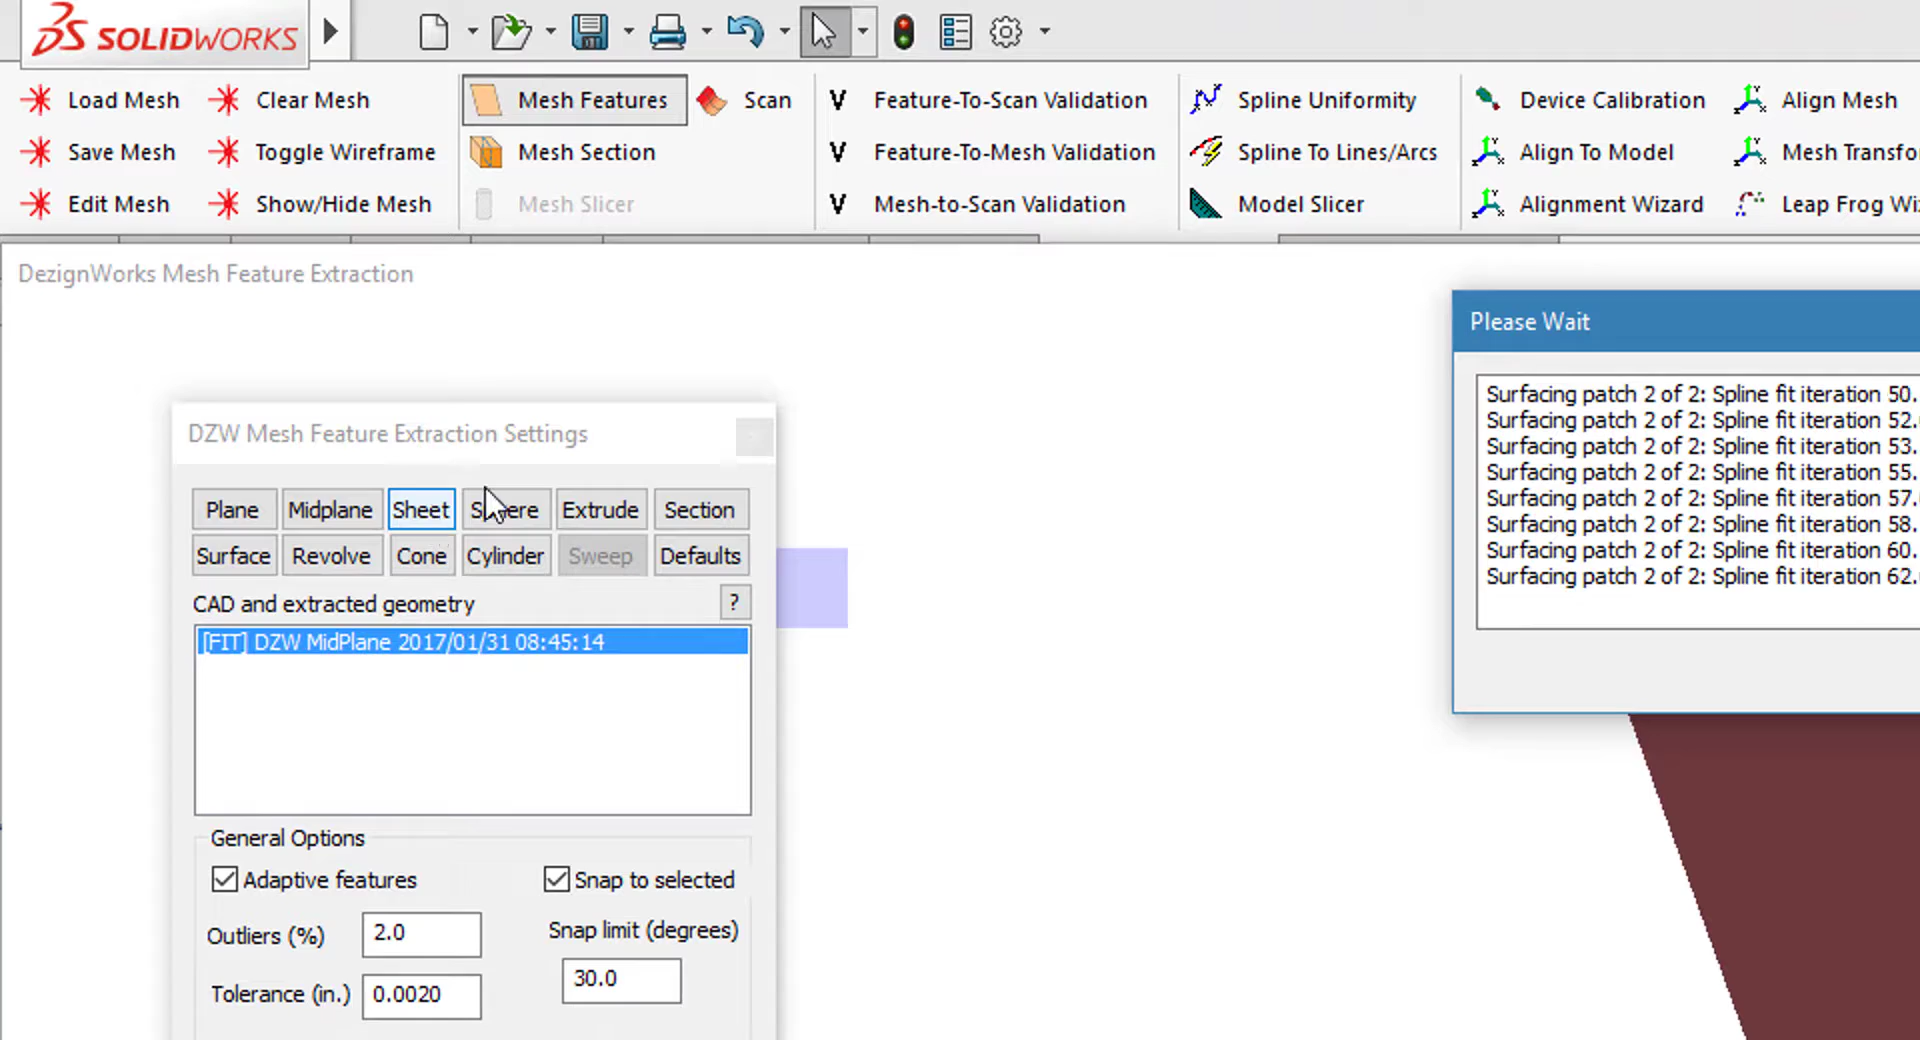 SOLIDWORKS
Load Mesh
Clear Mesh
Mesh Features
Scan
Feature-To-Scan Validation
Spline Uniformity
Device Calibration
Align Mesh
Save Mesh
Toggle Wireframe
Mesh Section
Feature-To-Mesh Validation
Spline To Lines/Arcs
Align To Model
Mesh Transfo
Edit Mesh
Show/Hide Mesh
Mesh Slicer
Mesh-to-Scan Validation
Model Slicer
Alignment Wizard
Leap Frog Wi
DezignWorks Mesh Feature Extraction
Please Wait
Surfacing patch 2 of 2: Spline fit iteration 50.
Surfacing patch 2 of 2: Spline fit iteration 52.
Surfacing patch 2 of 2: Spline fit iteration 53.
Surfacing patch 2 of 2: Spline fit iteration 55.
Surfacing patch 2 of 2: Spline fit iteration 57.
Surfacing patch 2 of 2: Spline fit iteration 58.
Surfacing patch 2 of 2: Spline fit iteration 60.
Surfacing patch 2 of 2: Spline fit iteration 62.
DZW Mesh Feature Extraction Settings
Plane Midplane Sheet Extrude Section
Surface Revolve Cone Cylinder Sweep Defaults
CAD and extracted geometry ?
[FIT] DZW MidPlane 2017/01/31 08:45:14
General Options
Adaptive features
Snap to selected
Outliers (%) 2.0
Snap limit (degrees)
30.0
Tolerance (in.) 0.0020